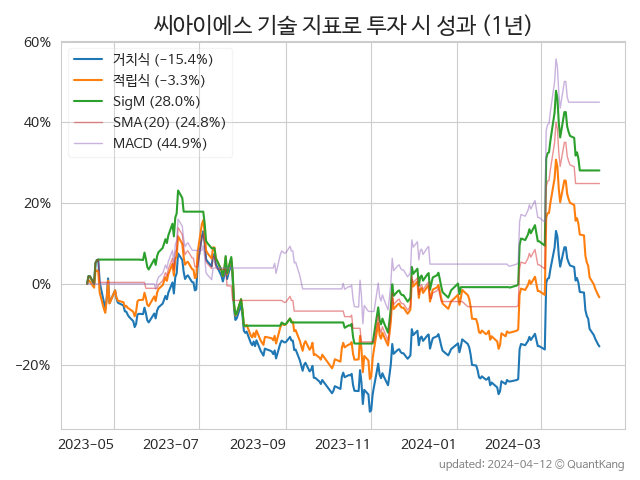 씨아이에스 기술 지표로 투자 시 성과 (1년)
60%
40%
20%
0%
−20%
거치식 (−15.4%)
적립식 (−3.3%)
SigM (28.0%)
SMA(20) (24.8%)
MACD (44.9%)
2023-05
2023-07
2023-09
2023-11
2024-01
2024-03
updated: 2024-04-12 © QuantKang